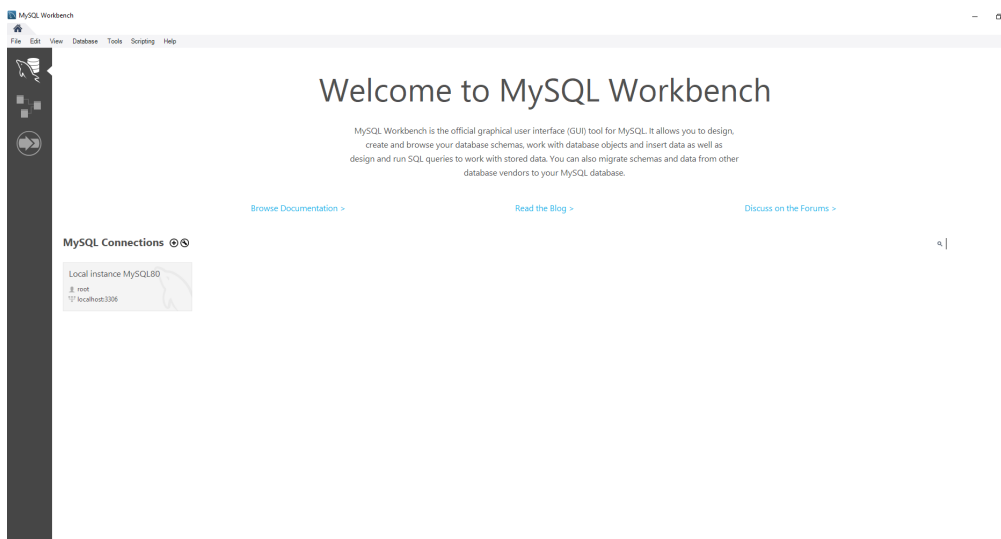 MySQL Workbench
File Edit View Database Tools Scripting Help
Welcome to MySQL Workbench
MySQL Workbench is the official graphical user interface (GUI) tool for MySQL. It allows you to design,
create and browse your database schemas, work with database objects and insert data as well as
design and run SQL queries to work with stored data. You can also migrate schemas and data from other
database vendors to your MySQL database.
Browse Documentation > Read the Blog > Discuss on the Forums >
MySQL Connections
Local instance MySQL80
root
localhost:3306